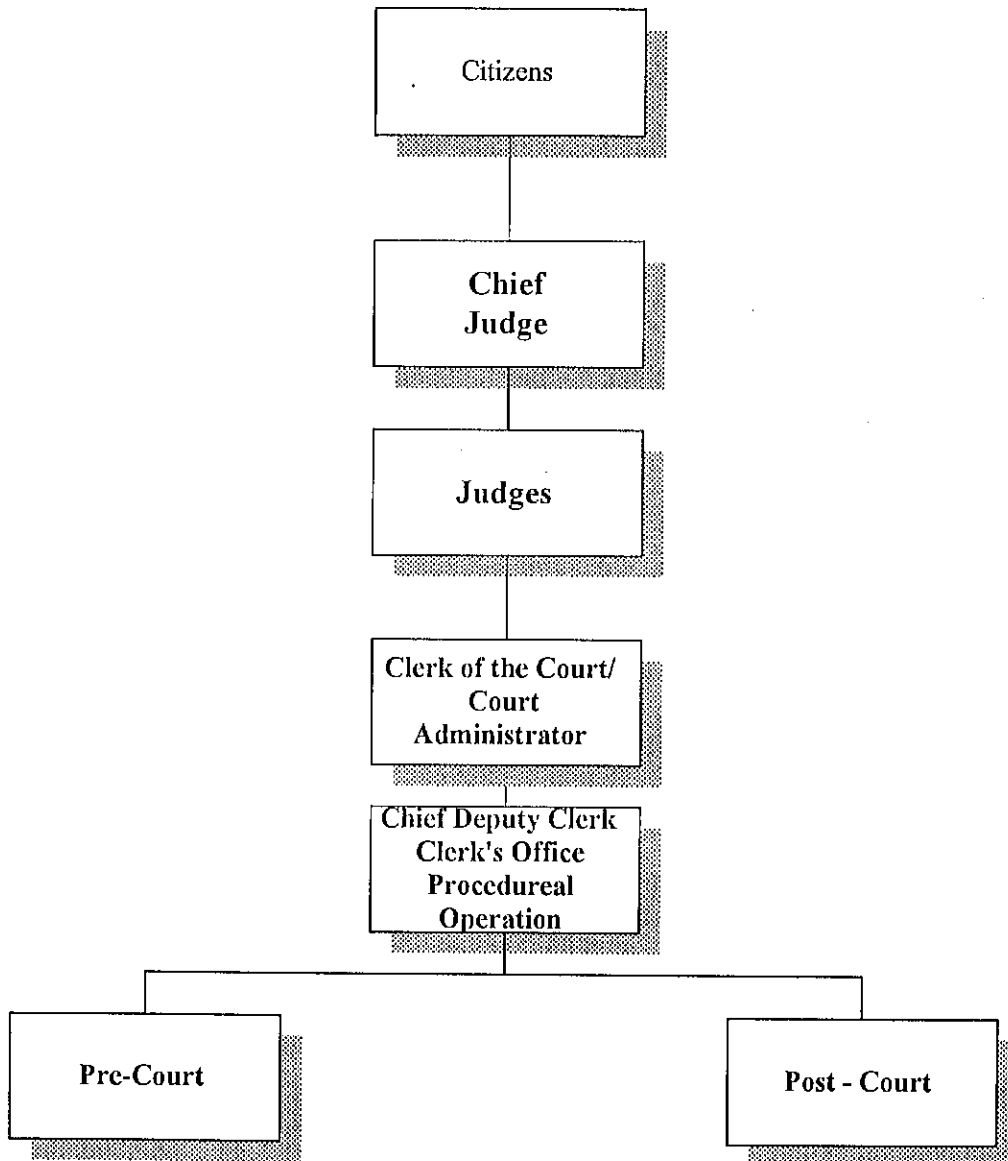 Citizens
Chief
Judge
Judges
Clerk of the Court/
Court
Administrator
Chief Deputy Clerk
Clerk's Office
Procedureal
Operation
Pre-Court
Post - Court